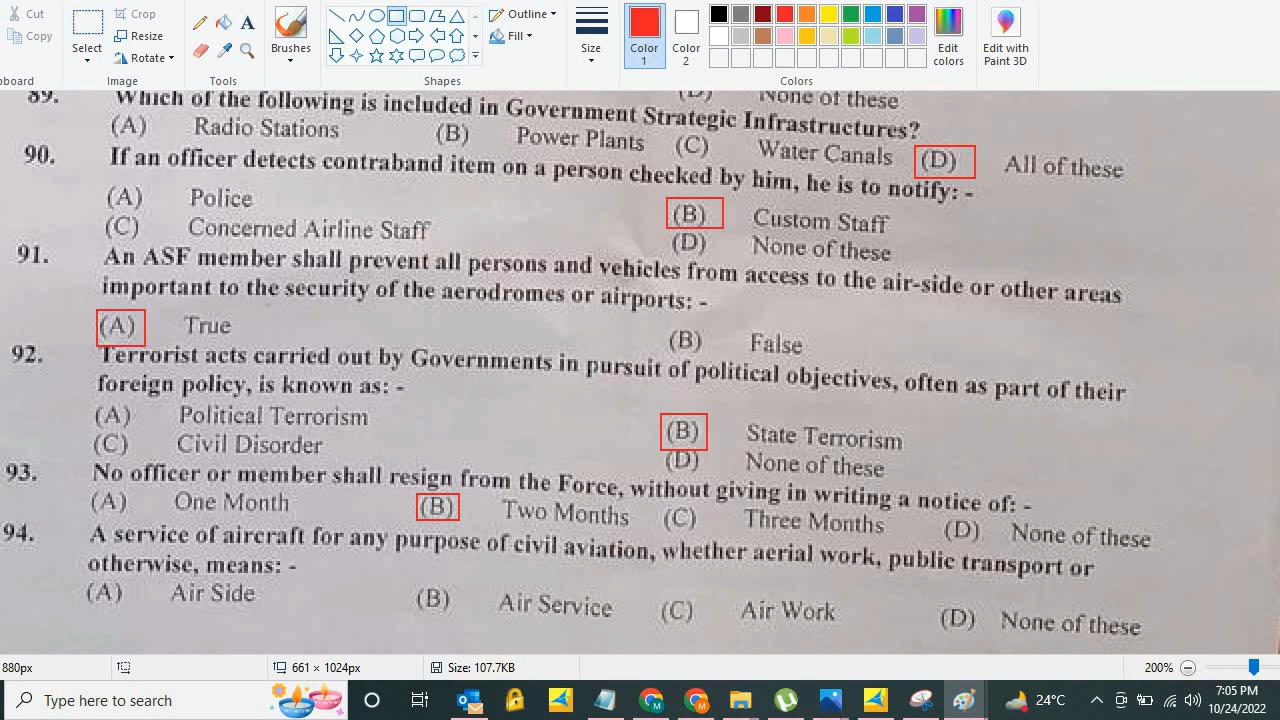 Cut
Copy
Select
Crop
Resize
Rotate
Brushes
Outline
Fill
Size
Color 1
Color 2
Edit colors
Edit with Paint 3D
Image
Tools
Shapes
Colors
pboard
(D) None of these
89. Which of the following is included in Government Strategic Infrastructures?
(A) Radio Stations (B) Power Plants (C) Water Canals (D) All of these
90. If an officer detects contraband item on a person checked by him, he is to notify: -
(A) Police (B) Custom Staff
(C) Concerned Airline Staff (D) None of these
91. An ASF member shall prevent all persons and vehicles from access to the air-side or other areas
important to the security of the aerodromes or airports: -
(A) True (B) False
92. Terrorist acts carried out by Governments in pursuit of political objectives, often as part of their
foreign policy, is known as: -
(A) Political Terrorism (B) State Terrorism
(C) Civil Disorder (D) None of these
93. No officer or member shall resign from the Force, without giving in writing a notice of: -
(A) One Month (B) Two Months (C) Three Months (D) None of these
94. A service of aircraft for any purpose of civil aviation, whether aerial work, public transport or
otherwise, means: -
(A) Air Side (B) Air Service (C) Air Work (D) None of these
880px 661 × 1024px Size: 107.7KB 200%
Type here to search 24°C 7:05 PM
10/24/2022